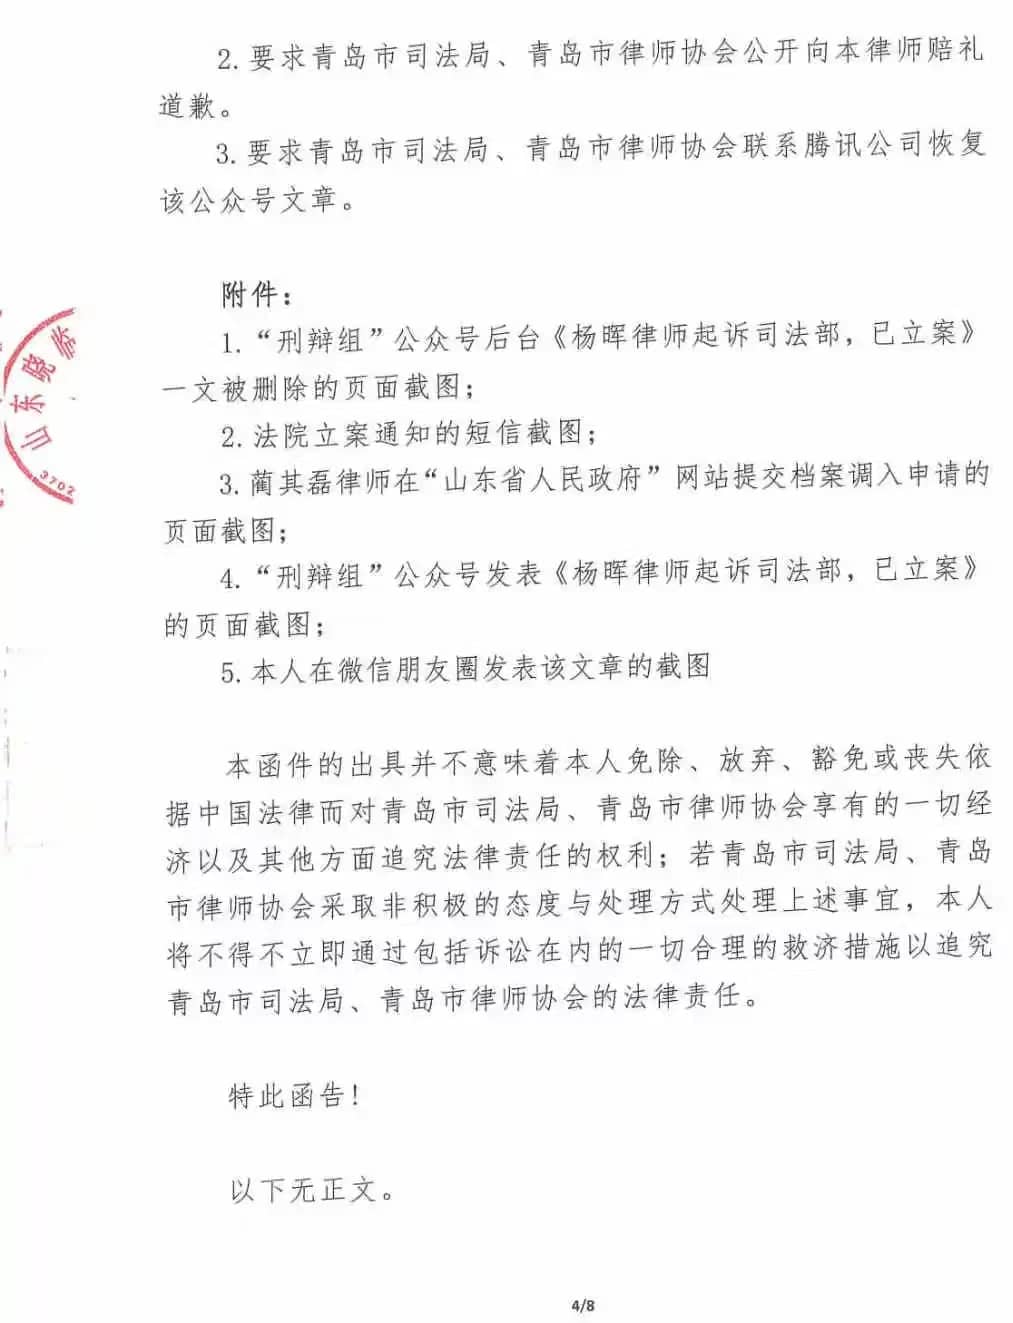 2.要求青岛市司法局、青岛市律师协会公开向本律师赔礼
道歉。
3.要求青岛市司法局、青岛市律师协会联系腾讯公司恢复
该公众号文章。
附件：
1.“刑辩组”公众号后台《杨晖律师起诉司法部，已立案》
一文被删除的页面截图；
2.法院立案通知的短信截图；
3.蔺其磊律师在“山东省人民政府”网站提交档案调入申请的
页面截图；
4.“刑辩组”公众号发表《杨晖律师起诉司法部，已立案》
的页面截图；
5.本人在微信朋友圈发表该文章的截图
本函件的出具并不意味着本人免除、放弃、豁免或丧失依
据中国法律而对青岛市司法局、青岛市律师协会享有的一切经
济以及其他方面追究法律责任的权利；若青岛市司法局、青岛
市律师协会采取非积极的态度与处理方式处理上述事宜，本人
将不得不立即通过包括诉讼在内的一切合理的救济措施以追究
青岛市司法局、青岛市律师协会的法律责任。
特此函告！
以下无正文。
山东晓
3702
4/8